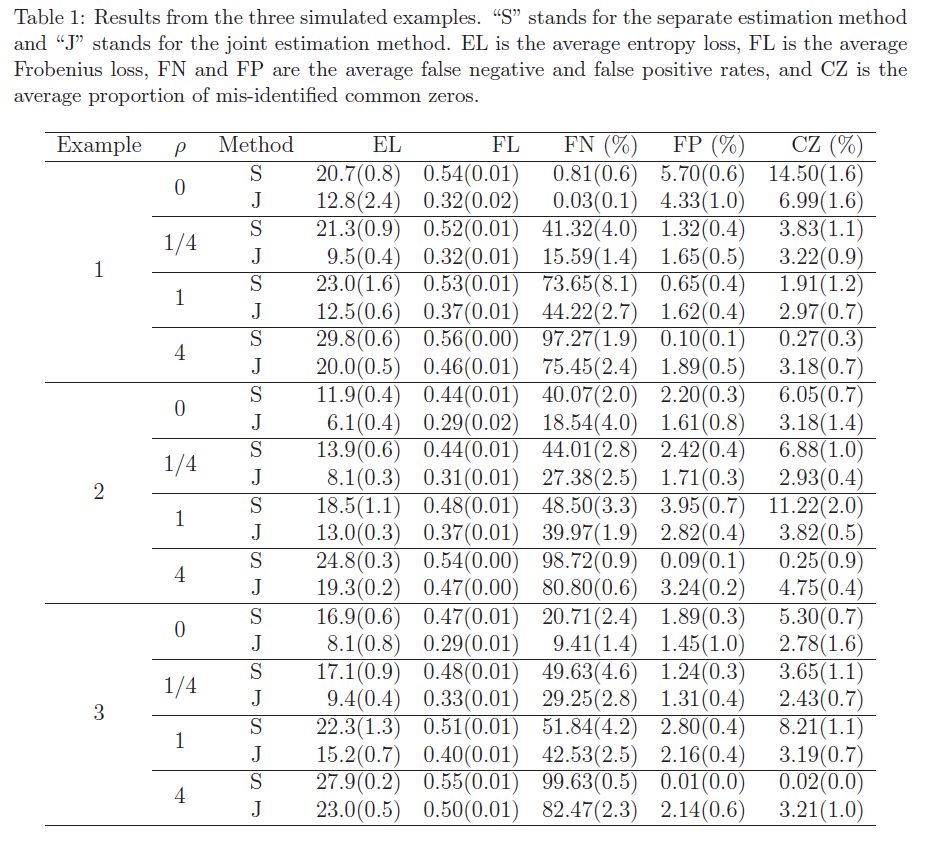 Table 1: Results from the three simulated examples. “S” stands for the separate estimation method
and “J” stands for the joint estimation method. EL is the average entropy loss, FL is the average
Frobenius loss, FN and FP are the average false negative and false positive rates, and CZ is the
average proportion of mis-identified common zeros.
Example ρ Method EL FL FN (%) FP (%) CZ (%)
1
0
S 20.7(0.8) 0.54(0.01) 0.81(0.6) 5.70(0.6) 14.50(1.6)
J 12.8(2.4) 0.32(0.02) 0.03(0.1) 4.33(1.0) 6.99(1.6)
1/4
S 21.3(0.9) 0.52(0.01) 41.32(4.0) 1.32(0.4) 3.83(1.1)
J 9.5(0.4) 0.32(0.01) 15.59(1.4) 1.65(0.5) 3.22(0.9)
1
S 23.0(1.6) 0.53(0.01) 73.65(8.1) 0.65(0.4) 1.91(1.2)
J 12.5(0.6) 0.37(0.01) 44.22(2.7) 1.62(0.4) 2.97(0.7)
4
S 29.8(0.6) 0.56(0.00) 97.27(1.9) 0.10(0.1) 0.27(0.3)
J 20.0(0.5) 0.46(0.01) 75.45(2.4) 1.89(0.5) 3.18(0.7)
2
0
S 11.9(0.4) 0.44(0.01) 40.07(2.0) 2.20(0.3) 6.05(0.7)
J 6.1(0.4) 0.29(0.02) 18.54(4.0) 1.61(0.8) 3.18(1.4)
1/4
S 13.9(0.6) 0.44(0.01) 44.01(2.8) 2.42(0.4) 6.88(1.0)
J 8.1(0.3) 0.31(0.01) 27.38(2.5) 1.71(0.3) 2.93(0.4)
1
S 18.5(1.1) 0.48(0.01) 48.50(3.3) 3.95(0.7) 11.22(2.0)
J 13.0(0.3) 0.37(0.01) 39.97(1.9) 2.82(0.4) 3.82(0.5)
4
S 24.8(0.3) 0.54(0.00) 98.72(0.9) 0.09(0.1) 0.25(0.9)
J 19.3(0.2) 0.47(0.00) 80.80(0.6) 3.24(0.2) 4.75(0.4)
3
0
S 16.9(0.6) 0.47(0.01) 20.71(2.4) 1.89(0.3) 5.30(0.7)
J 8.1(0.8) 0.29(0.01) 9.41(1.4) 1.45(1.0) 2.78(1.6)
1/4
S 17.1(0.9) 0.48(0.01) 49.63(4.6) 1.24(0.3) 3.65(1.1)
J 9.4(0.4) 0.33(0.01) 29.25(2.8) 1.31(0.4) 2.43(0.7)
1
S 22.3(1.3) 0.51(0.01) 51.84(4.2) 2.80(0.4) 8.21(1.1)
J 15.2(0.7) 0.40(0.01) 42.53(2.5) 2.16(0.4) 3.19(0.7)
4
S 27.9(0.2) 0.55(0.01) 99.63(0.5) 0.01(0.0) 0.02(0.0)
J 23.0(0.5) 0.50(0.01) 82.47(2.3) 2.14(0.6) 3.21(1.0)